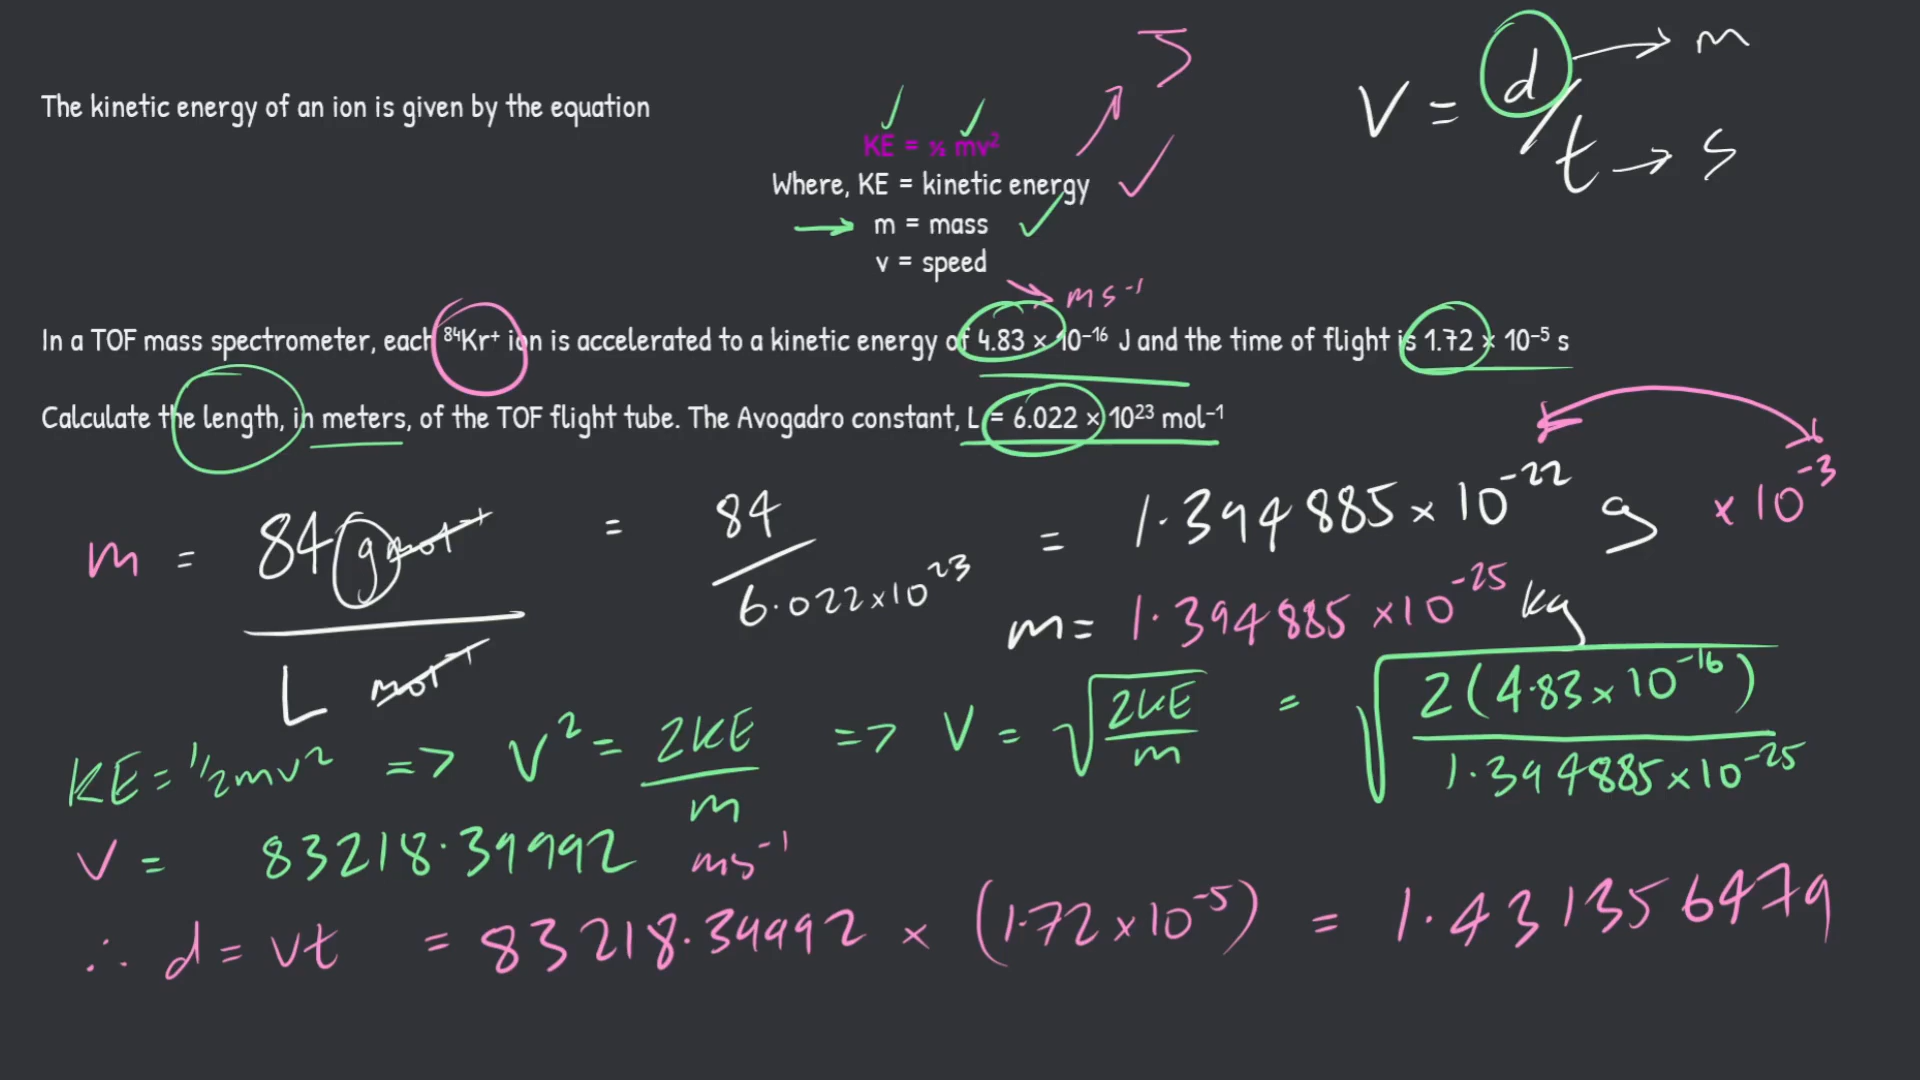 J
V = d/t
→ m
→ s
The kinetic energy of an ion is given by the equation
KE = ½ mv²
Where, KE = kinetic energy
m = mass
v = speed
ms⁻¹
In a TOF mass spectrometer, each ⁸⁴Kr⁺ ion is accelerated to a kinetic energy of 4.83 × 10⁻¹⁶ J and the time of flight is 1.72 × 10⁻⁵ s
Calculate the length, in meters, of the TOF flight tube. The Avogadro constant, L = 6.022 × 10²³ mol⁻¹
m = 84 g mol⁻¹ / L mol⁻¹ = 84 / 6.022×10²³ = 1.394885×10⁻²² g ×10⁻³
m = 1.394885 ×10⁻²⁵ kg
KE = ½mv² => v² = 2KE/m => v = √(2KE/m) = √(2(4.83×10⁻¹⁶)/1.394885×10⁻²⁵)
V = 83218.39992 ms⁻¹
∴ d = vt = 83218.39992 × (1.72×10⁻⁵) = 1.431356479